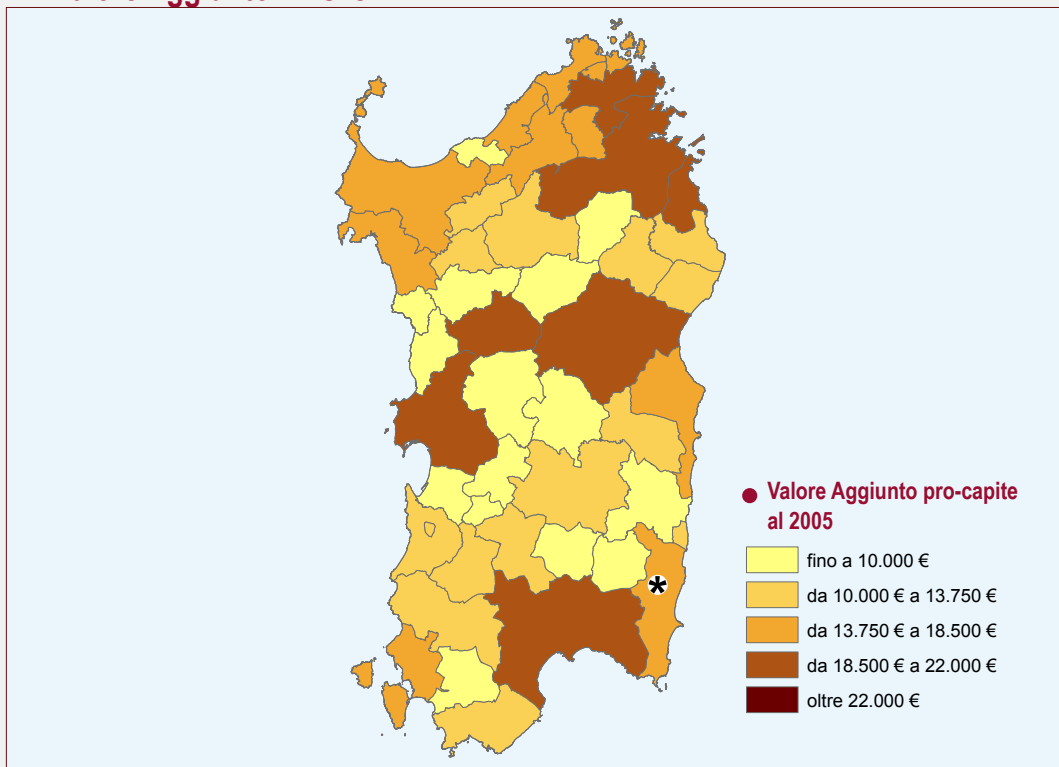 Valore Aggiunto pro-capite
al 2005
fino a 10.000 €
da 10.000 € a 13.750 €
da 13.750 € a 18.500 €
da 18.500 € a 22.000 €
oltre 22.000 €
*